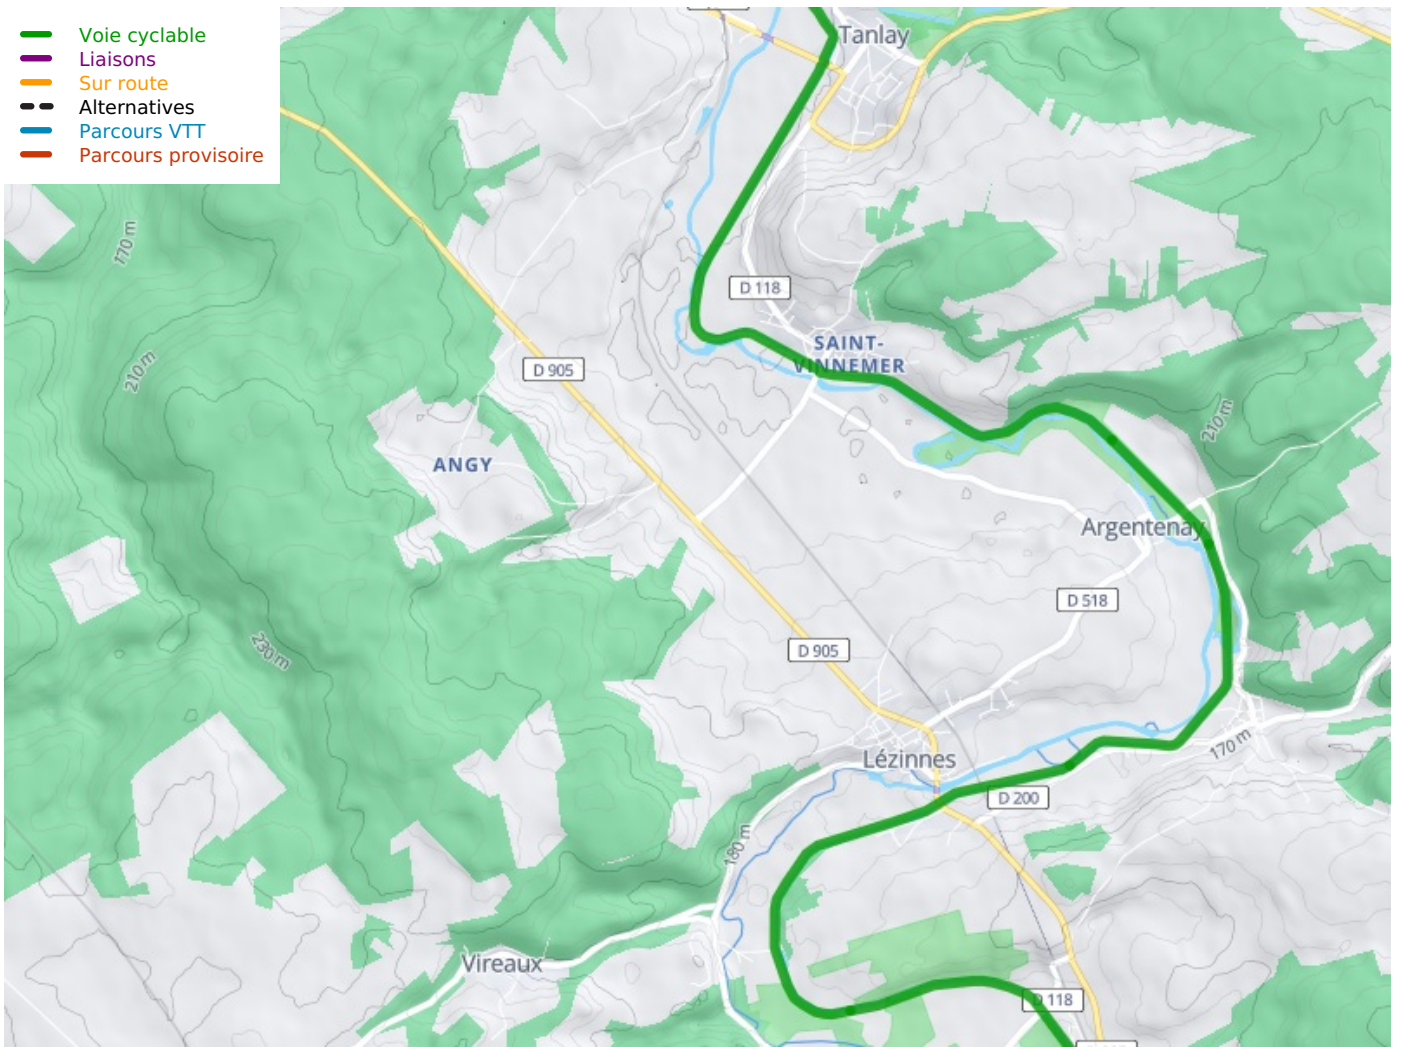 Voie cyclable
Liaisons
Sur route
Alternatives
Parcours VTT
Parcours provisoire
Tanlay
170 m
D 118
SAINT-
VINNEMER
210 m
D 905
210 m
ANGY
Argentenay
D 518
230 m
D 905
170 m
Lézinnes
D 200
180 m
Vireaux
D 118